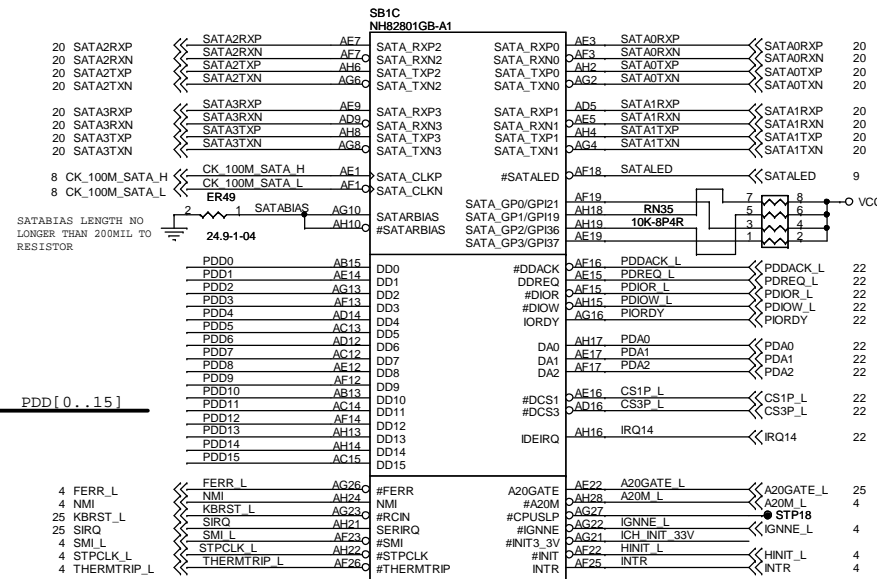 SB1C
NH82801GB-A1
20 SATA2RXP SATA2RXP AE7 SATA_RXP2 SATA_RXP0 AE3 SATA0RXP SATA0RXP 20
20 SATA2RXN SATA2RXN AF7 SATA_RXN2 SATA_RXN0 AF3 SATA0RXN SATA0RXN 20
20 SATA2TXP SATA2TXP AH6 SATA_TXP2 SATA_TXP0 AH2 SATA0TXP SATA0TXP 20
20 SATA2TXN SATA2TXN AG6 SATA_TXN2 SATA_TXN0 AG2 SATA0TXN SATA0TXN 20
20 SATA3RXP SATA3RXP AE9 SATA_RXP3 SATA_RXP1 AD5 SATA1RXP SATA1RXP 20
20 SATA3RXN SATA3RXN AD9 SATA_RXN3 SATA_RXN1 AE5 SATA1RXN SATA1RXN 20
20 SATA3TXP SATA3TXP AH8 SATA_TXP3 SATA_TXP1 AH4 SATA1TXP SATA1TXP 20
20 SATA3TXN SATA3TXN AG8 SATA_TXN3 SATA_TXN1 AG4 SATA1TXN SATA1TXN 20
8 CK_100M_SATA_H CK_100M_SATA_H AE1 SATA_CLKP #SATALED AF18 SATALED SATALED 9
8 CK_100M_SATA_L CK_100M_SATA_L AF1 SATA_CLKN
ER49
2 1 SATABIAS AG10 SATARBIAS
AH10 #SATARBIAS
24.9-1-04
SATABIAS LENGTH NO
LONGER THAN 200MIL TO
RESISTOR
SATA_GP0/GPI21 AF19 7 8
SATA_GP1/GPI19 AH18 RN35 5 6
SATA_GP2/GPI36 AH19 10K-8P4R 3 4
SATA_GP3/GPI37 AE19 1 2
PDD0 AB15 DD0 #DDACK AF16 PDDACK_L PDDACK_L 22
PDD1 AE14 DD1 DDREQ AE15 PDREQ_L PDREQ_L 22
PDD2 AG13 DD2 #DIOR AF15 PDIOR_L PDIOR_L 22
PDD3 AF13 DD3 #DIOW AH15 PDIOW_L PDIOW_L 22
PDD4 AD14 DD4 IORDY AG16 PIORDY PIORDY 22
PDD5 AC13 DD5
PDD6 AD12 DD6 DA0 AH17 PDA0 PDA0 22
PDD7 AC12 DD7 DA1 AE17 PDA1 PDA1 22
PDD8 AE12 DD8 DA2 AF17 PDA2 PDA2 22
PDD9 AF12 DD9
PDD10 AB13 DD10 #DCS1 AE16 CS1P_L CS1P_L 22
PDD[0..15]
PDD11 AC14 DD11 #DCS3 AD16 CS3P_L CS3P_L 22
PDD12 AF14 DD12
PDD13 AH13 DD13 IDEIRQ AH16 IRQ14 IRQ14 22
PDD14 AH14 DD14
PDD15 AC15 DD15
4 FERR_L FERR_L AG26 #FERR A20GATE AE22 A20GATE_L A20GATE_L 25
4 NMI NMI AH24 NMI #A20M AH28 A20M_L A20M_L 4
25 KBRST_L KBRST_L AG23 #RCIN #CPUSLP AG27 STP18
25 SIRQ SIRQ AH21 SERIRQ #IGNNE AG22 IGNNE_L IGNNE_L 4
4 SMI_L SMI_L AF23 #SMI #INIT3_3V AG21 ICH_INIT_33V
4 STPCLK_L STPCLK_L AH22 #STPCLK #INIT AF22 HINIT_L HINIT_L 4
4 THERMTRIP_L THERMTRIP_L AF26 #THERMTRIP INTR AF25 INTR INTR 4